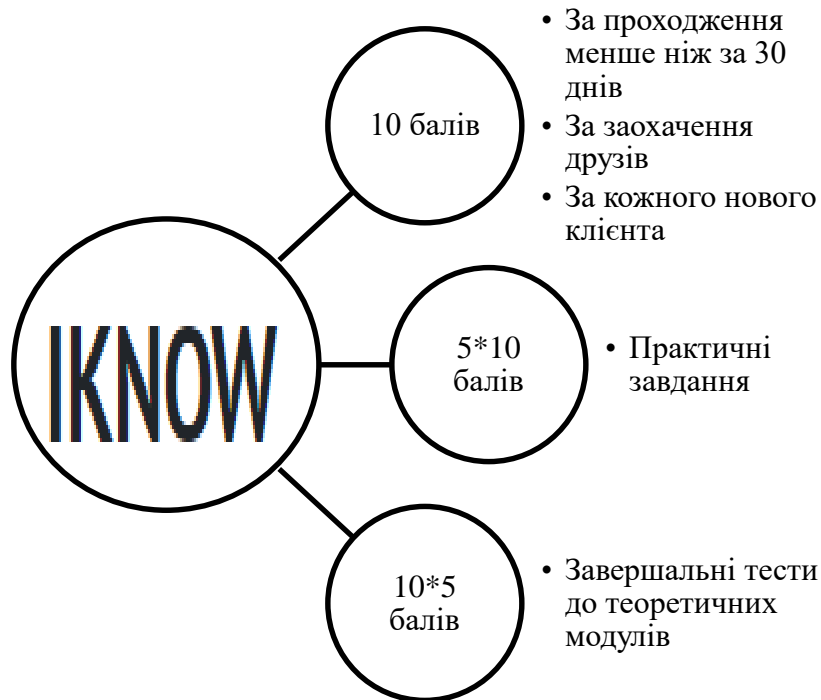 IKNOW
10 балів
• За проходження
менше ніж за 30
днів
• За заохачення
друзів
• За кожного нового
клієнта
5*10
балів
• Практичні
завдання
10*5
балів
• Завершальні тести
до теоретичних
модулів